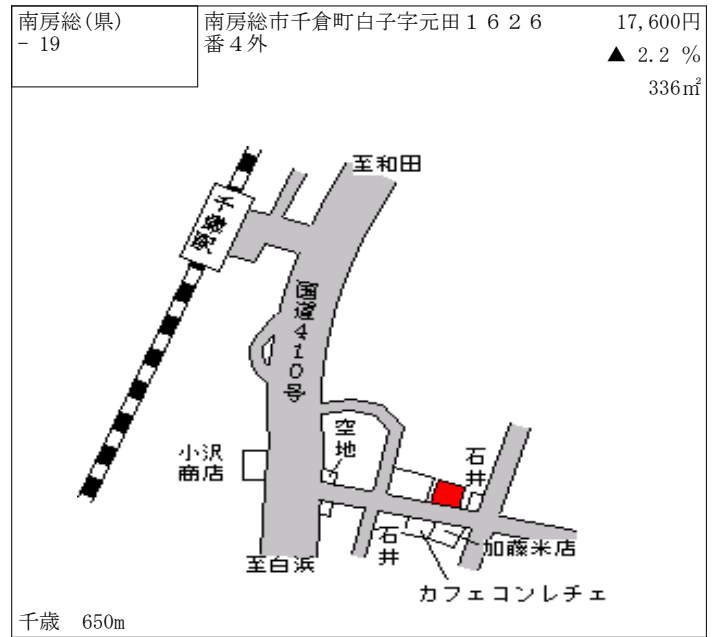 南房総(県)
- 19
南房総市千倉町白子字元田１６２６
番４外
17,600円
▲ 2.2 %
336㎡
至和田
千倉駅
国道410号
空地
小沢
商店
石井
石井
加藤米店
至白浜
カフェコンレチェ
千歳 650m